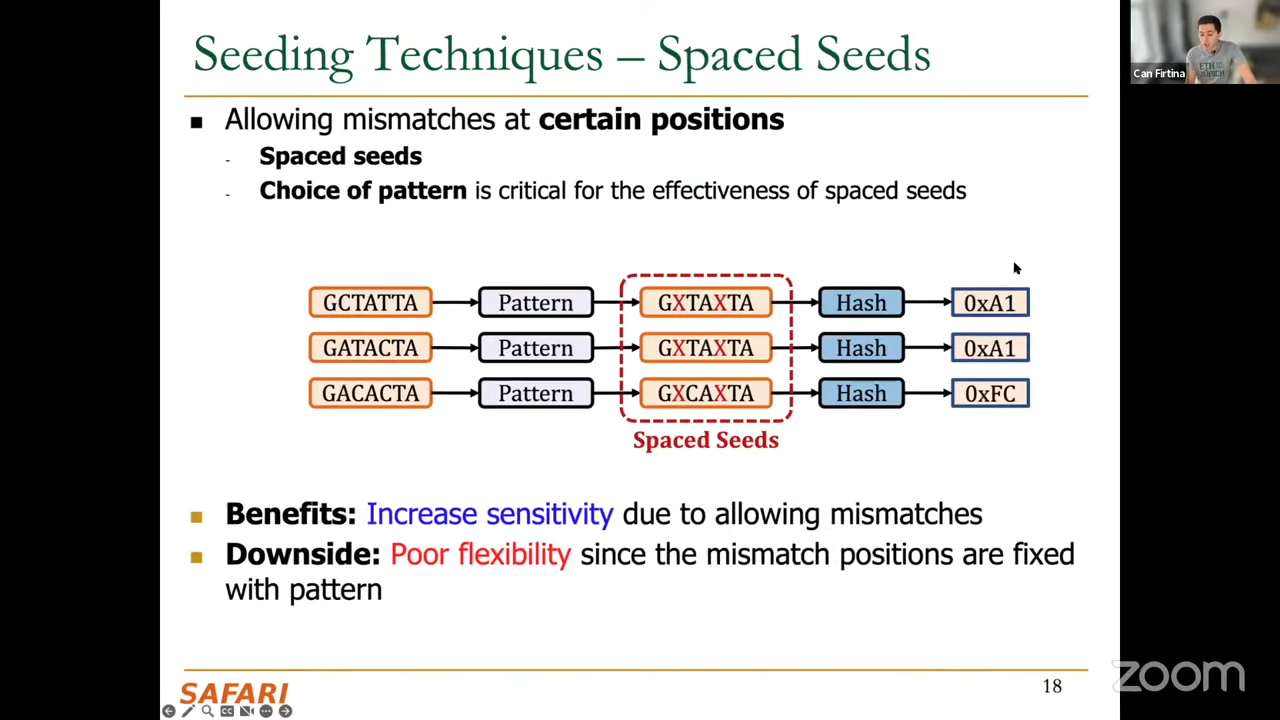 Seeding Techniques – Spaced Seeds
Can Firtina
ETH
ZÜRICH
Allowing mismatches at certain positions
- Spaced seeds
- Choice of pattern is critical for the effectiveness of spaced seeds
GCTATTA Pattern GXTAXTA Hash 0xA1
GATACTA Pattern GXTAXTA Hash 0xA1
GACACTA Pattern GXCAXTA Hash 0xFC
Spaced Seeds
Benefits: Increase sensitivity due to allowing mismatches
Downside: Poor flexibility since the mismatch positions are fixed
with pattern
SAFARI
18
zoom